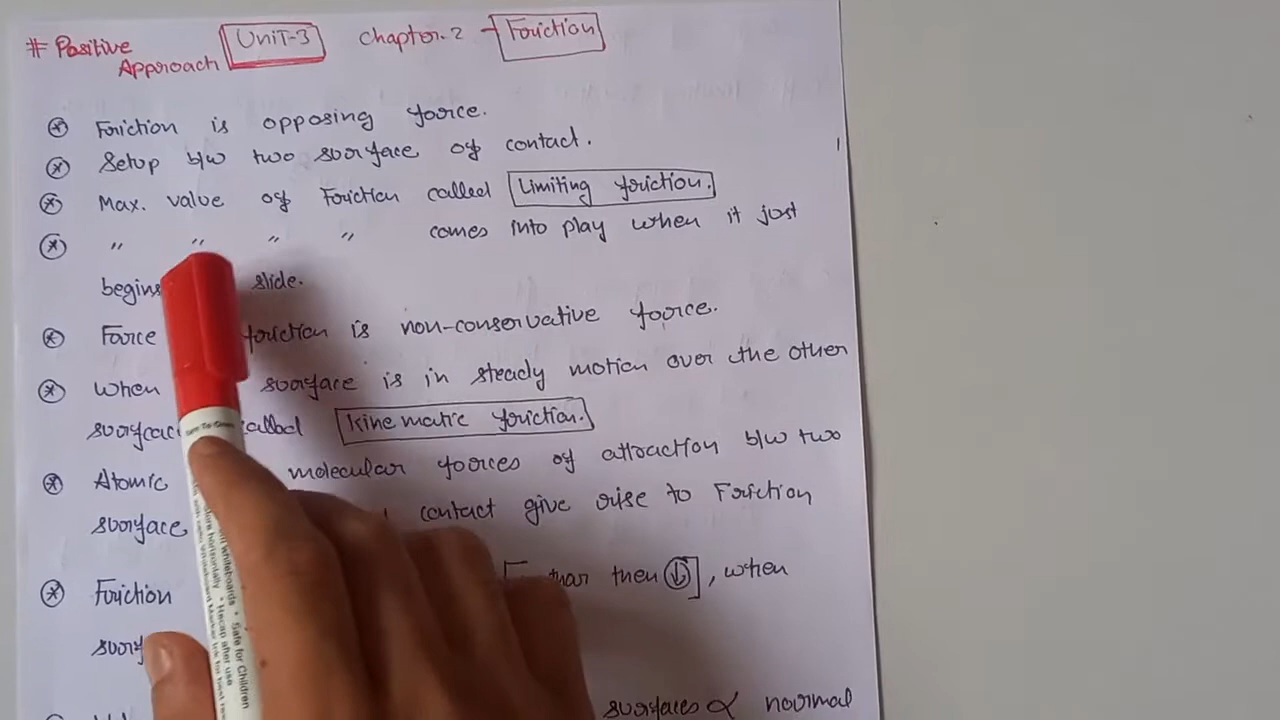 # Positive Approach UNIT-3 Chapter.2 - Friction
Friction is opposing force.
Setup b/w two surface of contact.
Max. value of Friction called Limiting friction.
" " " " comes into play when it just
begins slide.
Force friction is non-conservative force.
When surface is in steady motion over the other
called Kinematic friction.
Atomic molecular forces of attraction b/w two
surface contact give rise to Friction
Friction then ↓], when
surfaces ∝ normal